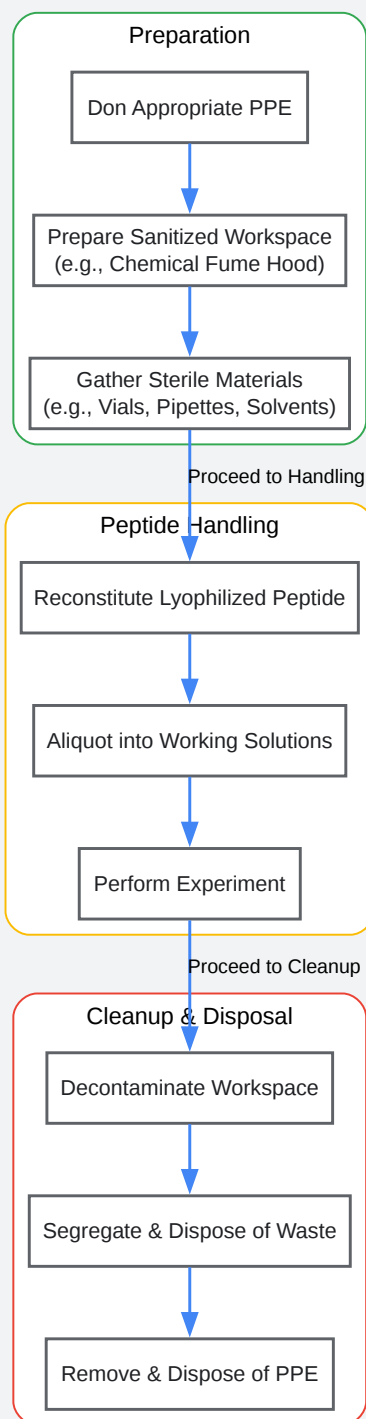 Preparation
Don Appropriate PPE
Prepare Sanitized Workspace
(e.g., Chemical Fume Hood)
Gather Sterile Materials
(e.g., Vials, Pipettes, Solvents)
Proceed to Handling
Peptide Handling
Reconstitute Lyophilized Peptide
Aliquot into Working Solutions
Perform Experiment
Proceed to Cleanup
Cleanup & Disposal
Decontaminate Workspace
Segregate & Dispose of Waste
Remove & Dispose of PPE